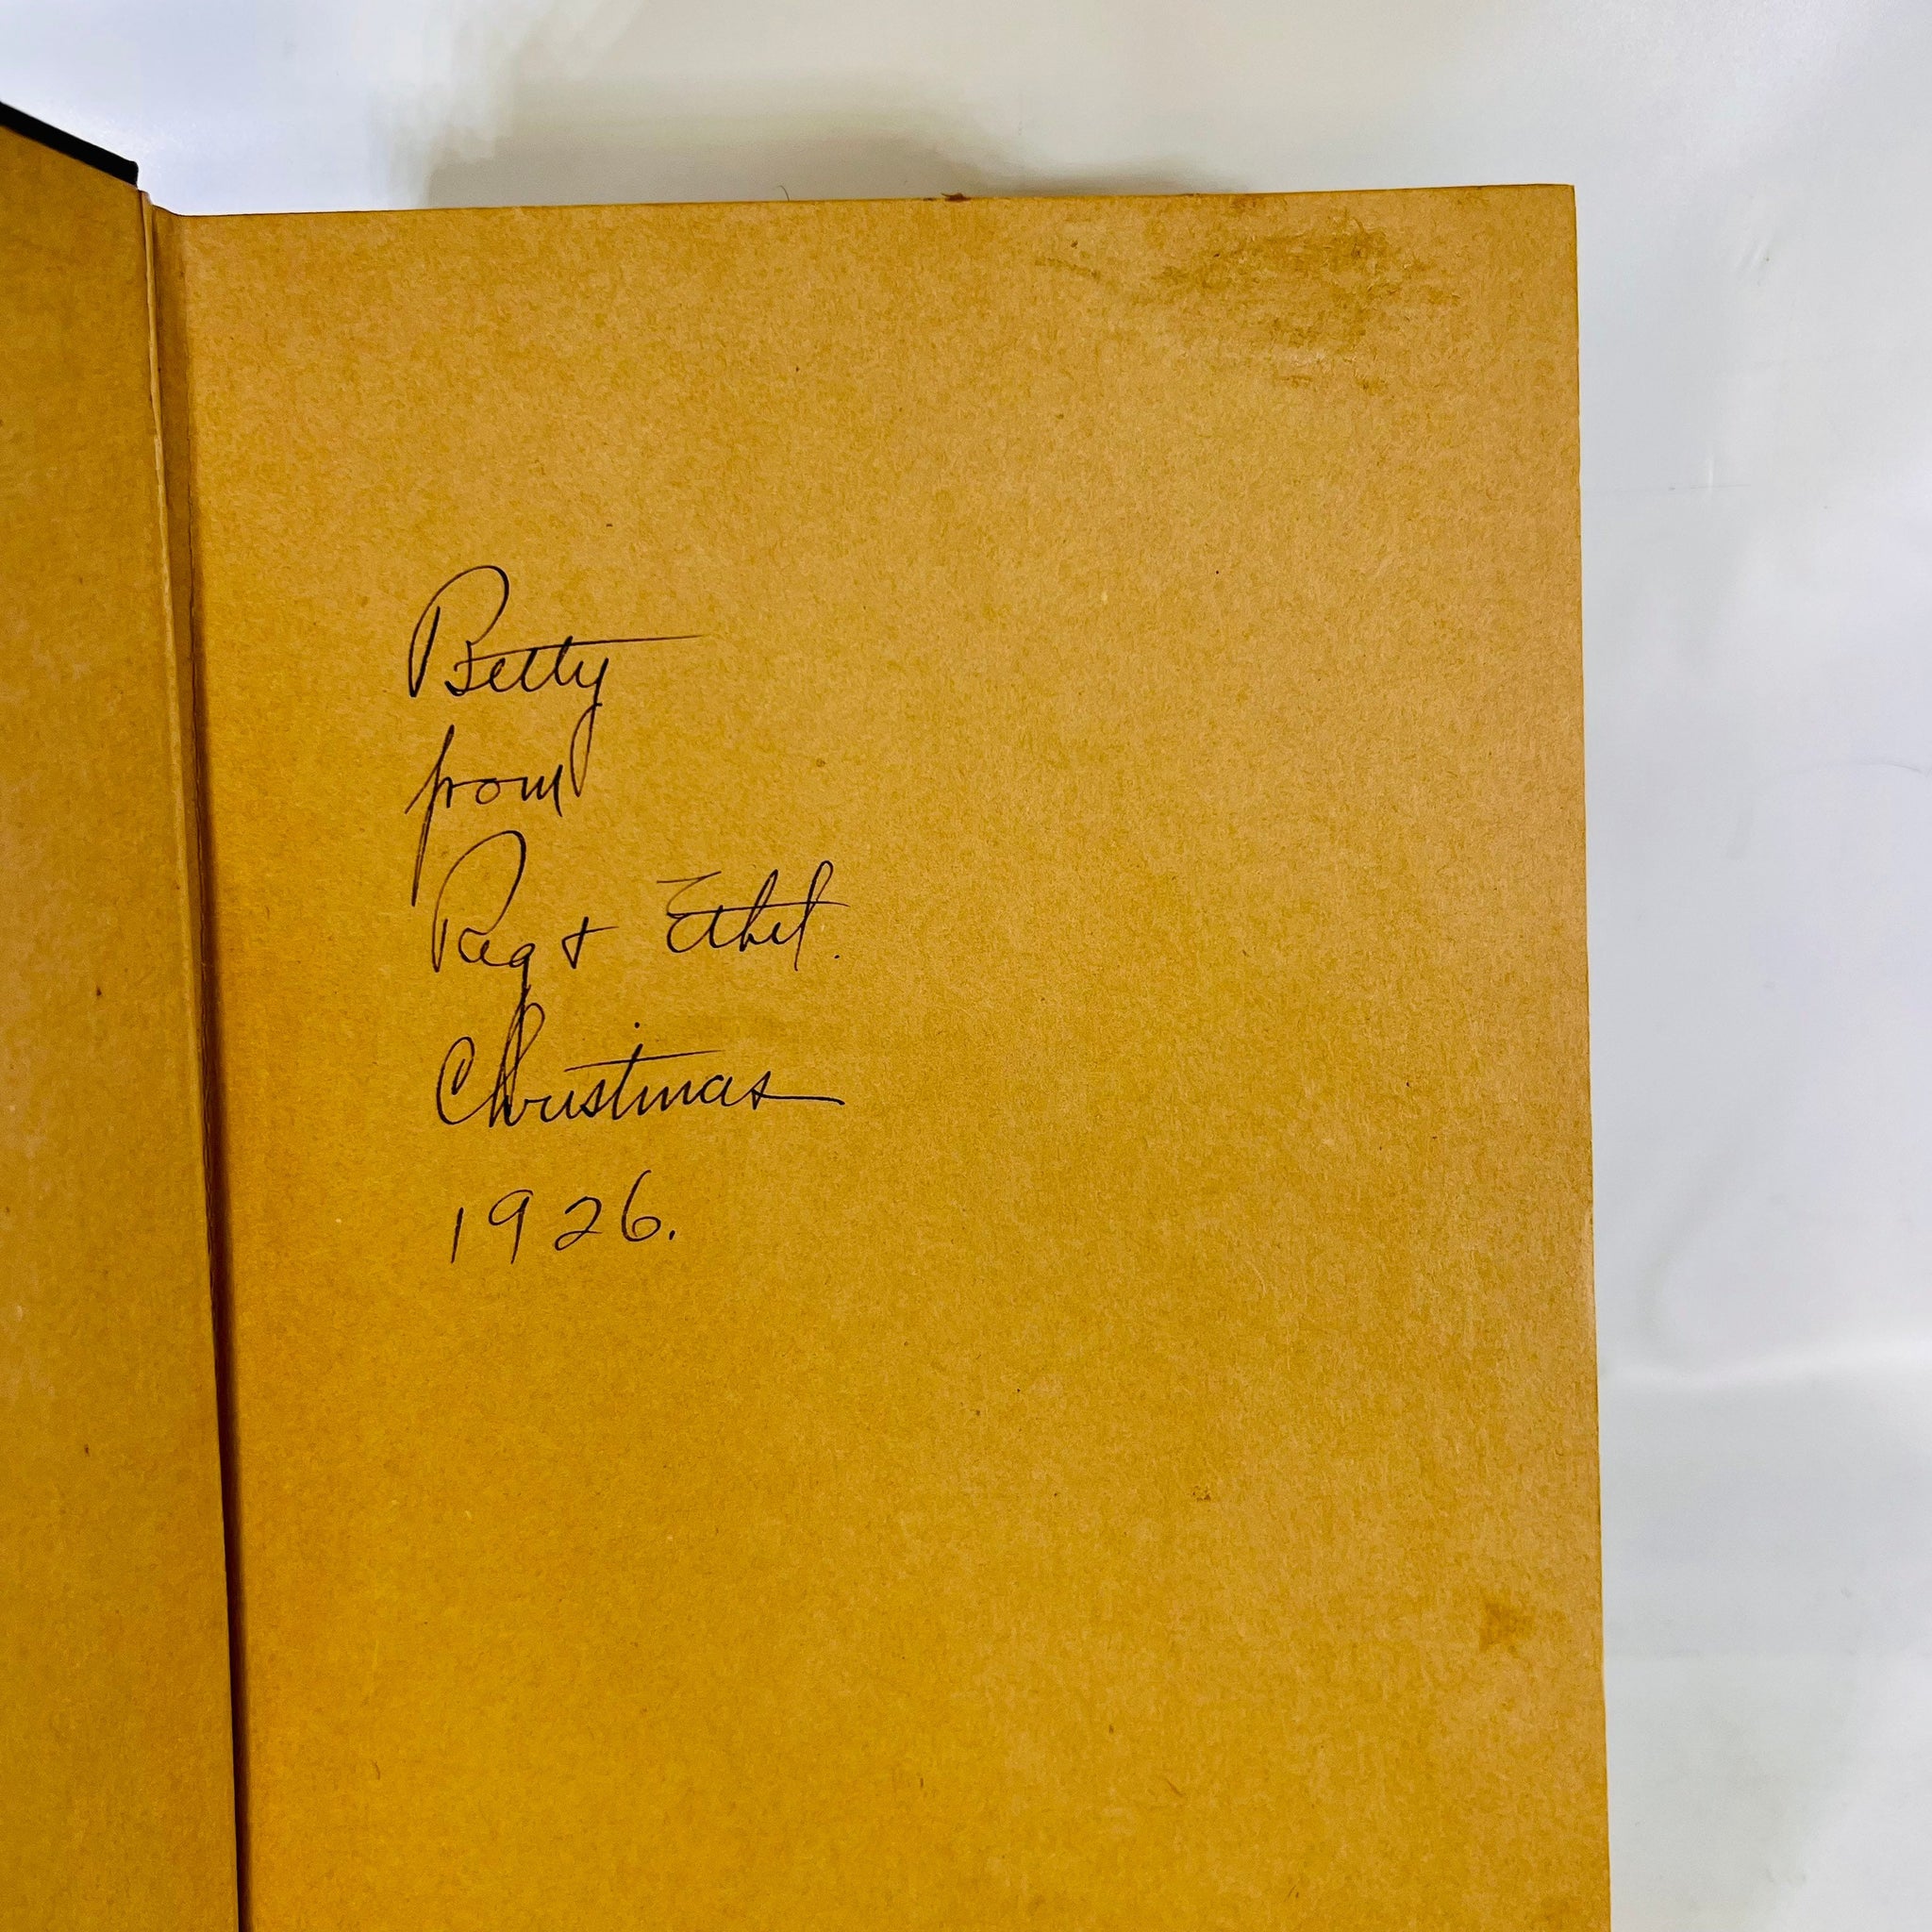 Betty
from
Reg & Ethel.
Christmas
1926.